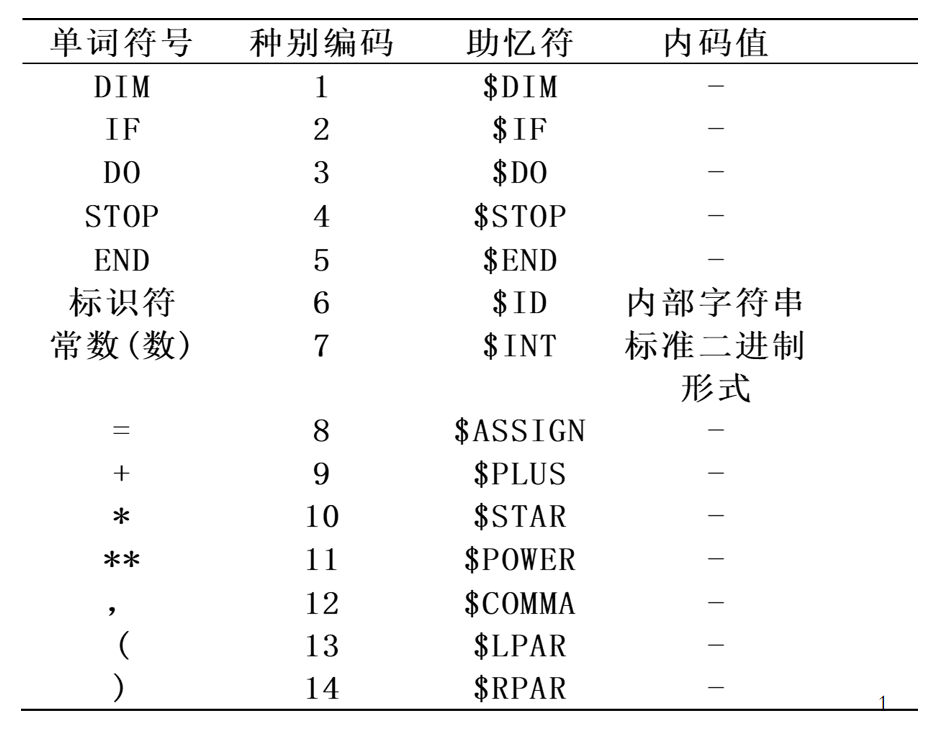 单词符号 种别编码 助忆符 内码值
DIM 1 $DIM -
IF 2 $IF -
DO 3 $DO -
STOP 4 $STOP -
END 5 $END -
标识符 6 $ID 内部字符串
常数(数) 7 $INT 标准二进制
形式
= 8 $ASSIGN -
+ 9 $PLUS -
* 10 $STAR -
** 11 $POWER -
, 12 $COMMA -
( 13 $LPAR -
) 14 $RPAR -
1